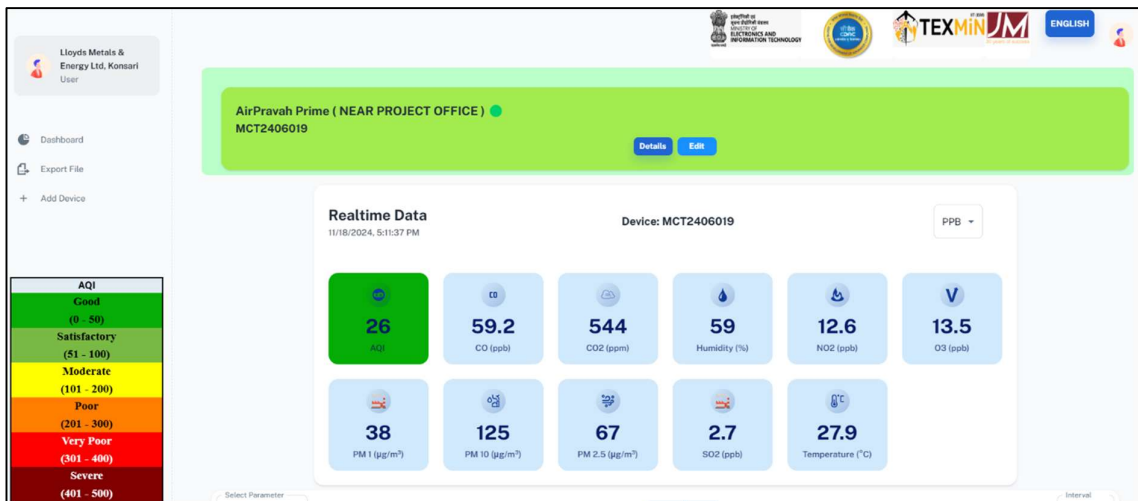 Lloyds Metals &
Energy Ltd, Konsari
User
Dashboard
Export File
Add Device
AQI
Good
(0 - 50)
Satisfactory
(51 - 100)
Moderate
(101 - 200)
Poor
(201 - 300)
Very Poor
(301 - 400)
Severe
(401 - 500)
MINISTRY OF
ELECTRONICS AND
INFORMATION TECHNOLOGY
CDAC
TEXMiN
JM
ENGLISH
AirPravah Prime ( NEAR PROJECT OFFICE )
MCT2406019
Details
Edit
Realtime Data
11/18/2024, 5:11:37 PM
Device: MCT2406019
PPB
26
AQI
CO
59.2
CO (ppb)
544
CO2 (ppm)
59
Humidity (%)
12.6
NO2 (ppb)
13.5
O3 (ppb)
38
PM 1 (µg/m³)
125
PM 10 (µg/m³)
67
PM 2.5 (µg/m³)
2.7
SO2 (ppb)
°C
27.9
Temperature (°C)
Select Parameter
Interval